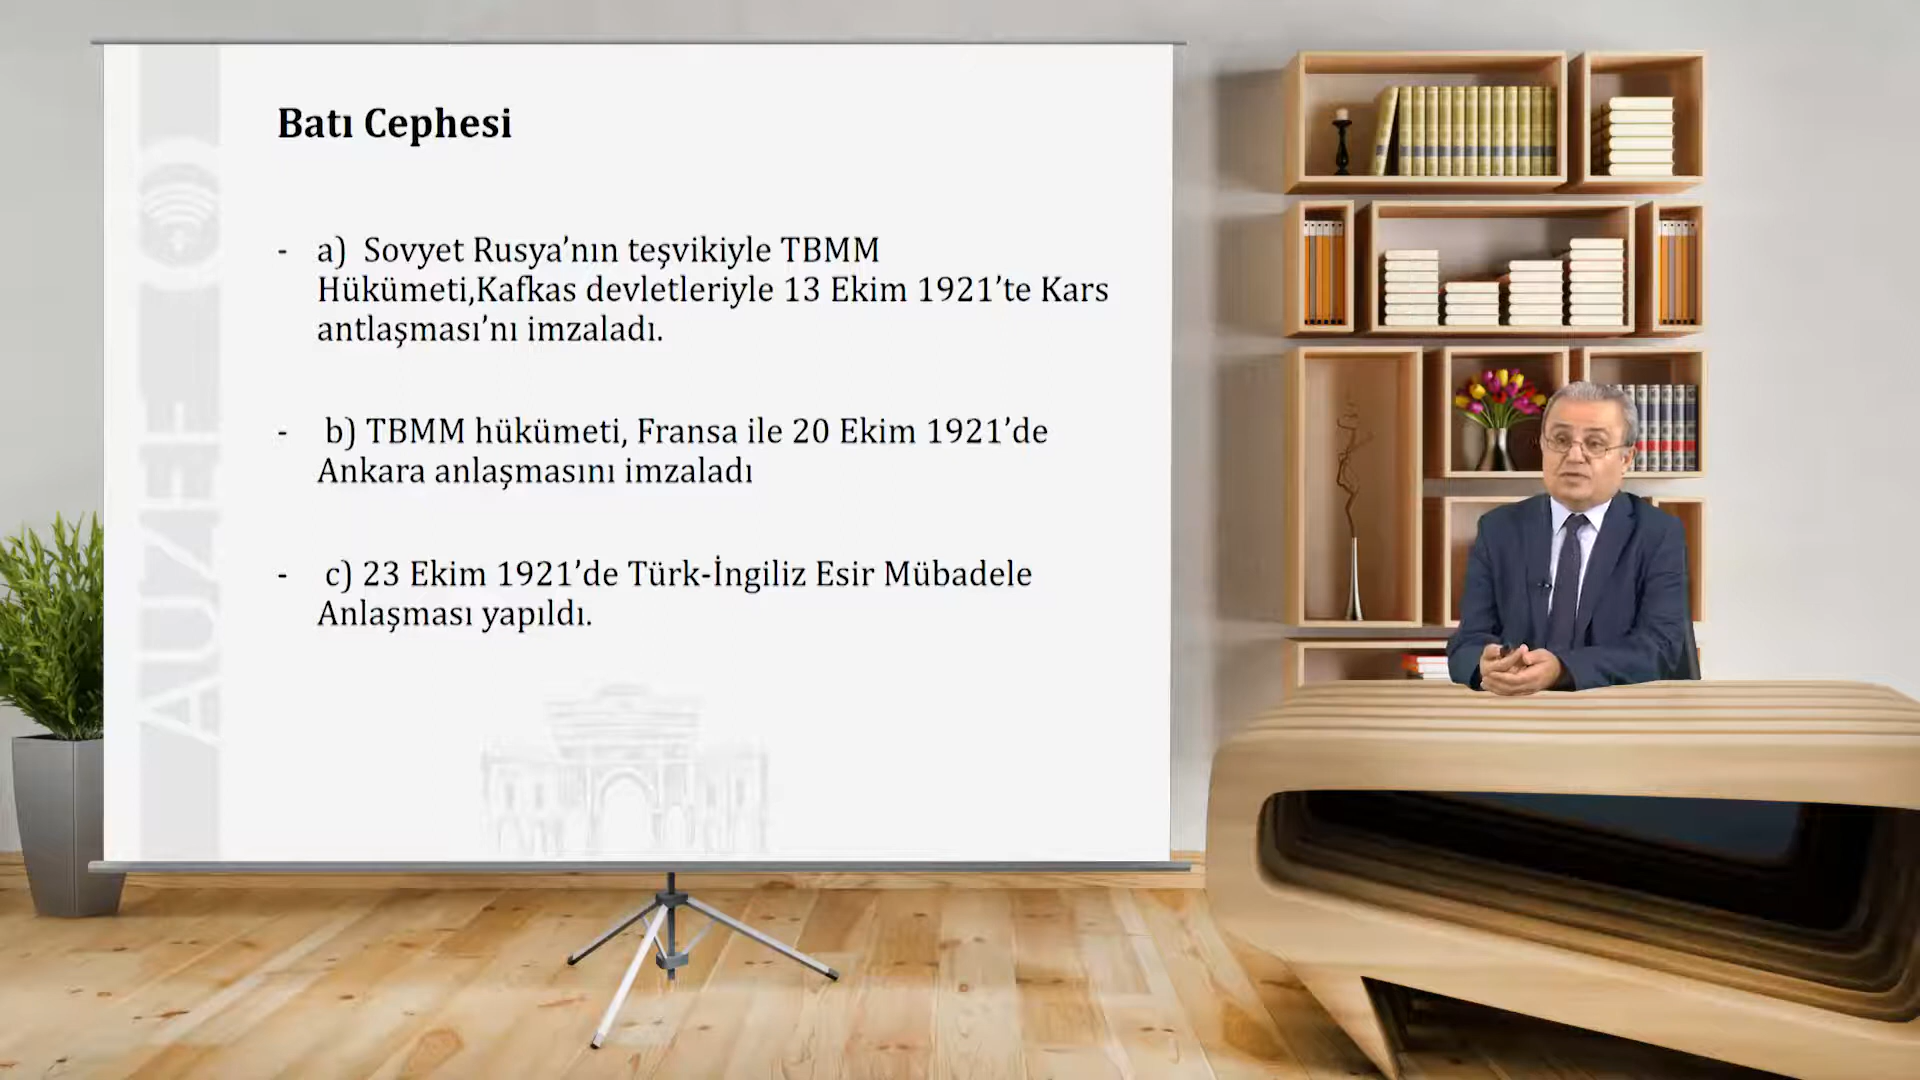 Batı Cephesi
- a) Sovyet Rusya’nın teşvikiyle TBMM
Hükümeti,Kafkas devletleriyle 13 Ekim 1921’te Kars
antlaşması’nı imzaladı.
- b) TBMM hükümeti, Fransa ile 20 Ekim 1921’de
Ankara anlaşmasını imzaladı
- c) 23 Ekim 1921’de Türk-İngiliz Esir Mübadele
Anlaşması yapıldı.
AUZEF